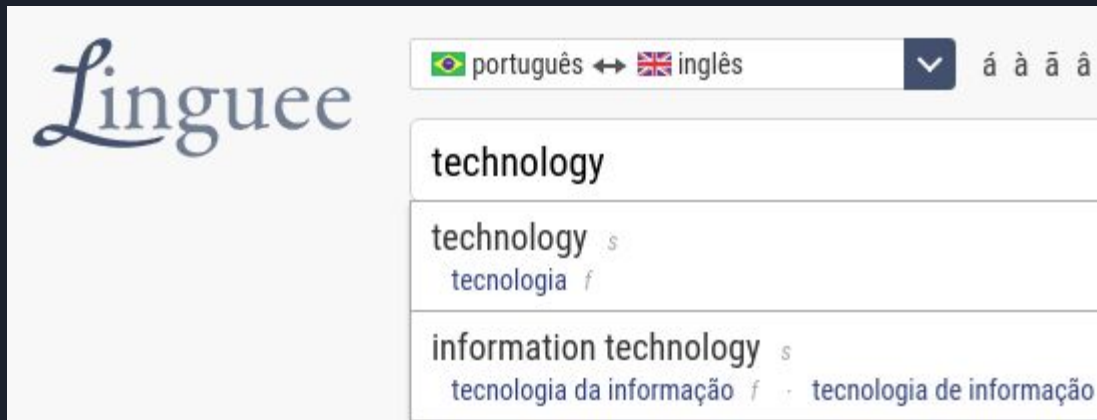 Linguee
português ↔ inglês
á à ã â
technology
technology s
tecnologia f
information technology s
tecnologia da informação f · tecnologia de informação